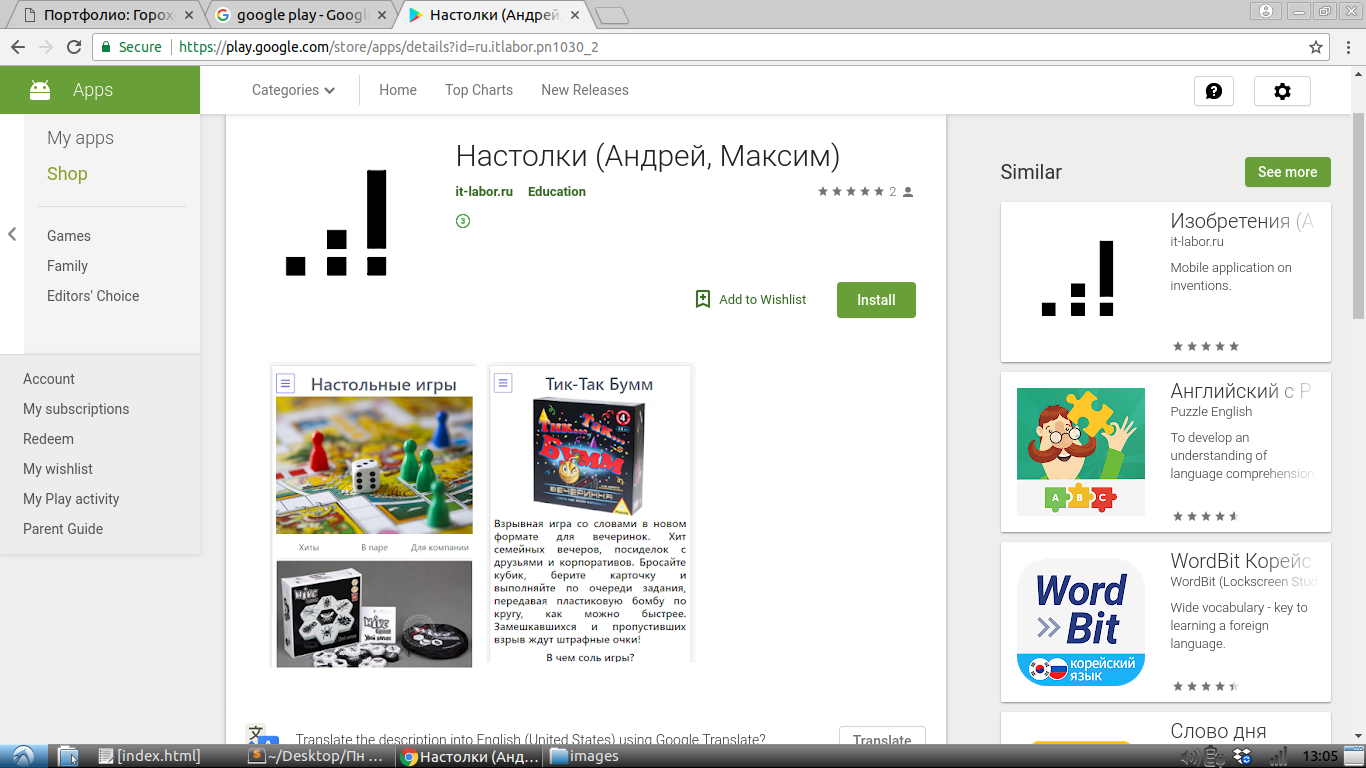 Портфолио: Горох
google play - Googl
Настолки (Андрей,
Secure
https://play.google.com/store/apps/details?id=ru.itlabor.pn1030_2
Apps
Categories
Home
Top Charts
New Releases
My apps
Shop
Games
Family
Editors' Choice
Account
My subscriptions
Redeem
My wishlist
My Play activity
Parent Guide
Настолки (Андрей, Максим)
it-labor.ru Education
2
3
Add to Wishlist
Install
Настольные игры
Хиты В паре Для компании
HIVE
Тик-Так Бумм
ТИК... ТАК...
БУММ
ВЕЧЕРИНКА
Взрывная игра со словами в новом
формате для вечеринок. Хит
семейных вечеров, посиделок с
друзьями и корпоративов. Бросайте
кубик, берите карточку и
выполняйте по очереди задания,
передавая пластиковую бомбу по
кругу, как можно быстрее.
Замешкавшихся и пропустивших
взрыв ждут штрафные очки!
В чем соль игры?
Translate the description into English (United States) using Google Translate?
Translate
Similar
See more
Изобретения (А
it-labor.ru
Mobile application on
inventions.
Английский с P
Puzzle English
To develop an
understanding of
language comprehension
A B C
WordBit Корейс
WordBit (Lockscreen Stud
Wide vocabulary - key to
learning a foreign
language.
Word
Bit
корейский
язык
Слово дня
[index.html]
~/Desktop/Пн ...
Настолки (Анд...
images
13:05